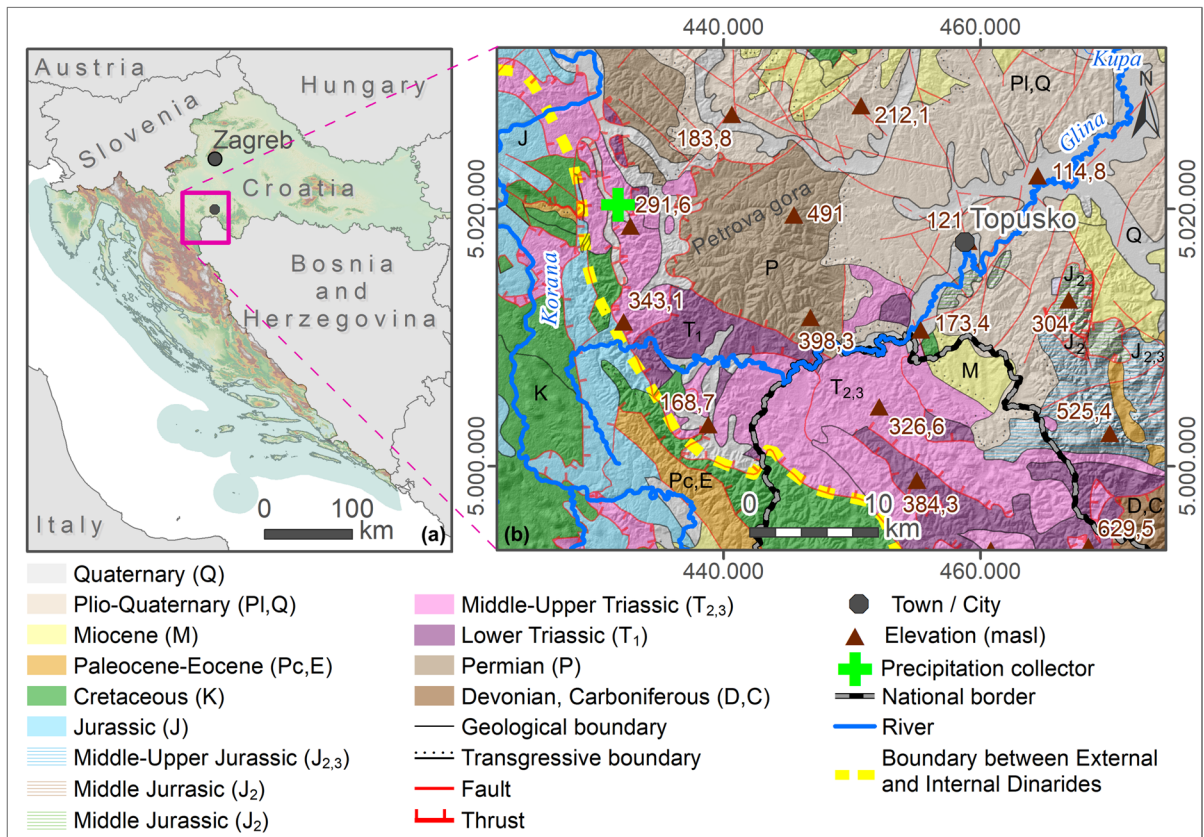 Austria
Hungary
Slovenia
Zagreb
Croatia
Bosnia
and
Herzegovina
Italy
0 100
km
(a)
440.000 460.000
5.020.000
5.000.000
5.020.000
5.000.000
440.000 460.000
Kupa
N
Pl,Q
Glina
212,1
183,8
J
114,8
291,6
Petrova gora
491
121
Topusko
Q
Korana
P
J2
343,1
T1
398,3
173,4
304
J2
J2,3
K
M
T2,3
168,7
326,6
525,4
Pc,E
384,3
D,C
629,5
0 10
km
(b)
Quaternary (Q)
Plio-Quaternary (Pl,Q)
Miocene (M)
Paleocene-Eocene (Pc,E)
Cretaceous (K)
Jurassic (J)
Middle-Upper Jurassic (J2,3)
Middle Jurrasic (J2)
Middle Jurassic (J2)
Middle-Upper Triassic (T2,3)
Lower Triassic (T1)
Permian (P)
Devonian, Carboniferous (D,C)
Geological boundary
Transgressive boundary
Fault
Thrust
Town / City
Elevation (masl)
Precipitation collector
National border
River
Boundary between External
and Internal Dinarides